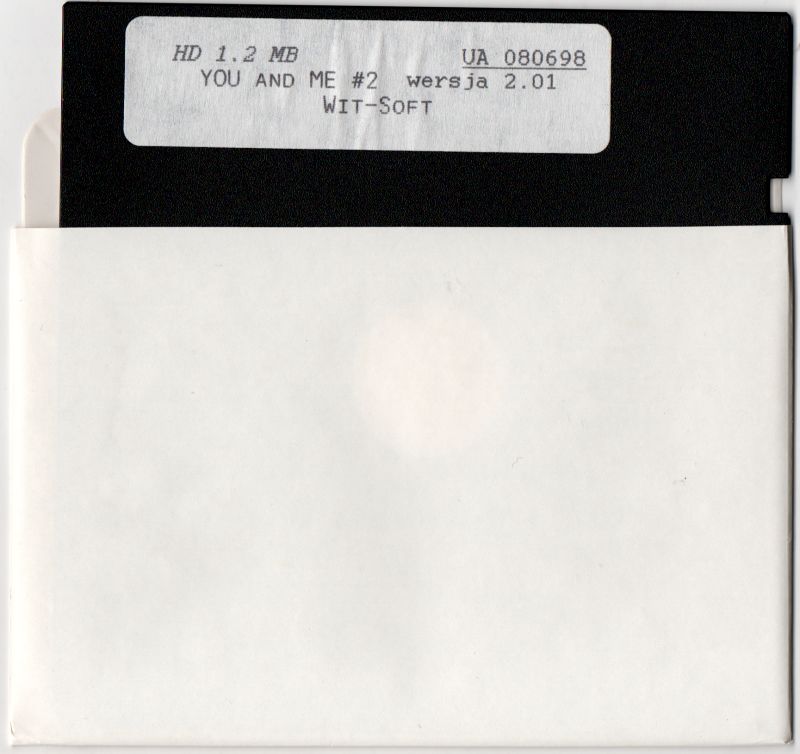 HD 1.2 MB UA 080698
YOU AND ME #2 wersja 2.01
WIT-SOFT